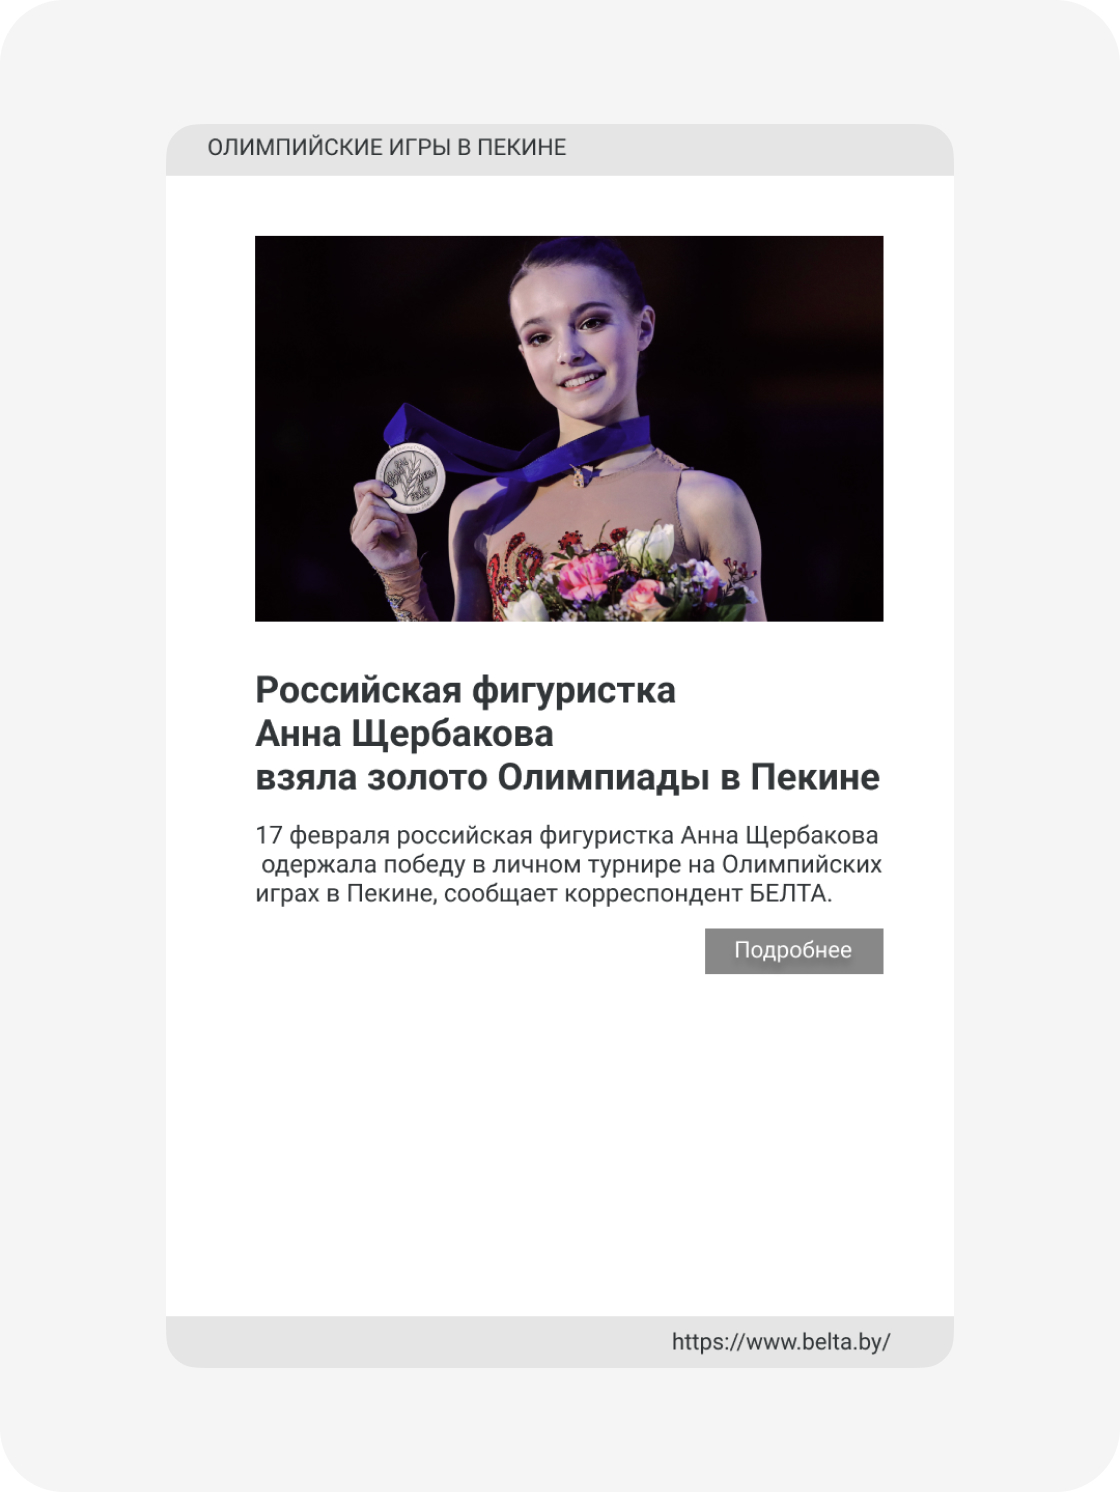 ОЛИМПИЙСКИЕ ИГРЫ В ПЕКИНЕ
Российская фигуристка
Анна Щербакова
взяла золото Олимпиады в Пекине
17 февраля российская фигуристка Анна Щербакова
одержала победу в личном турнире на Олимпийских
играх в Пекине, сообщает корреспондент БЕЛТА.
Подробнее
https://www.belta.by/